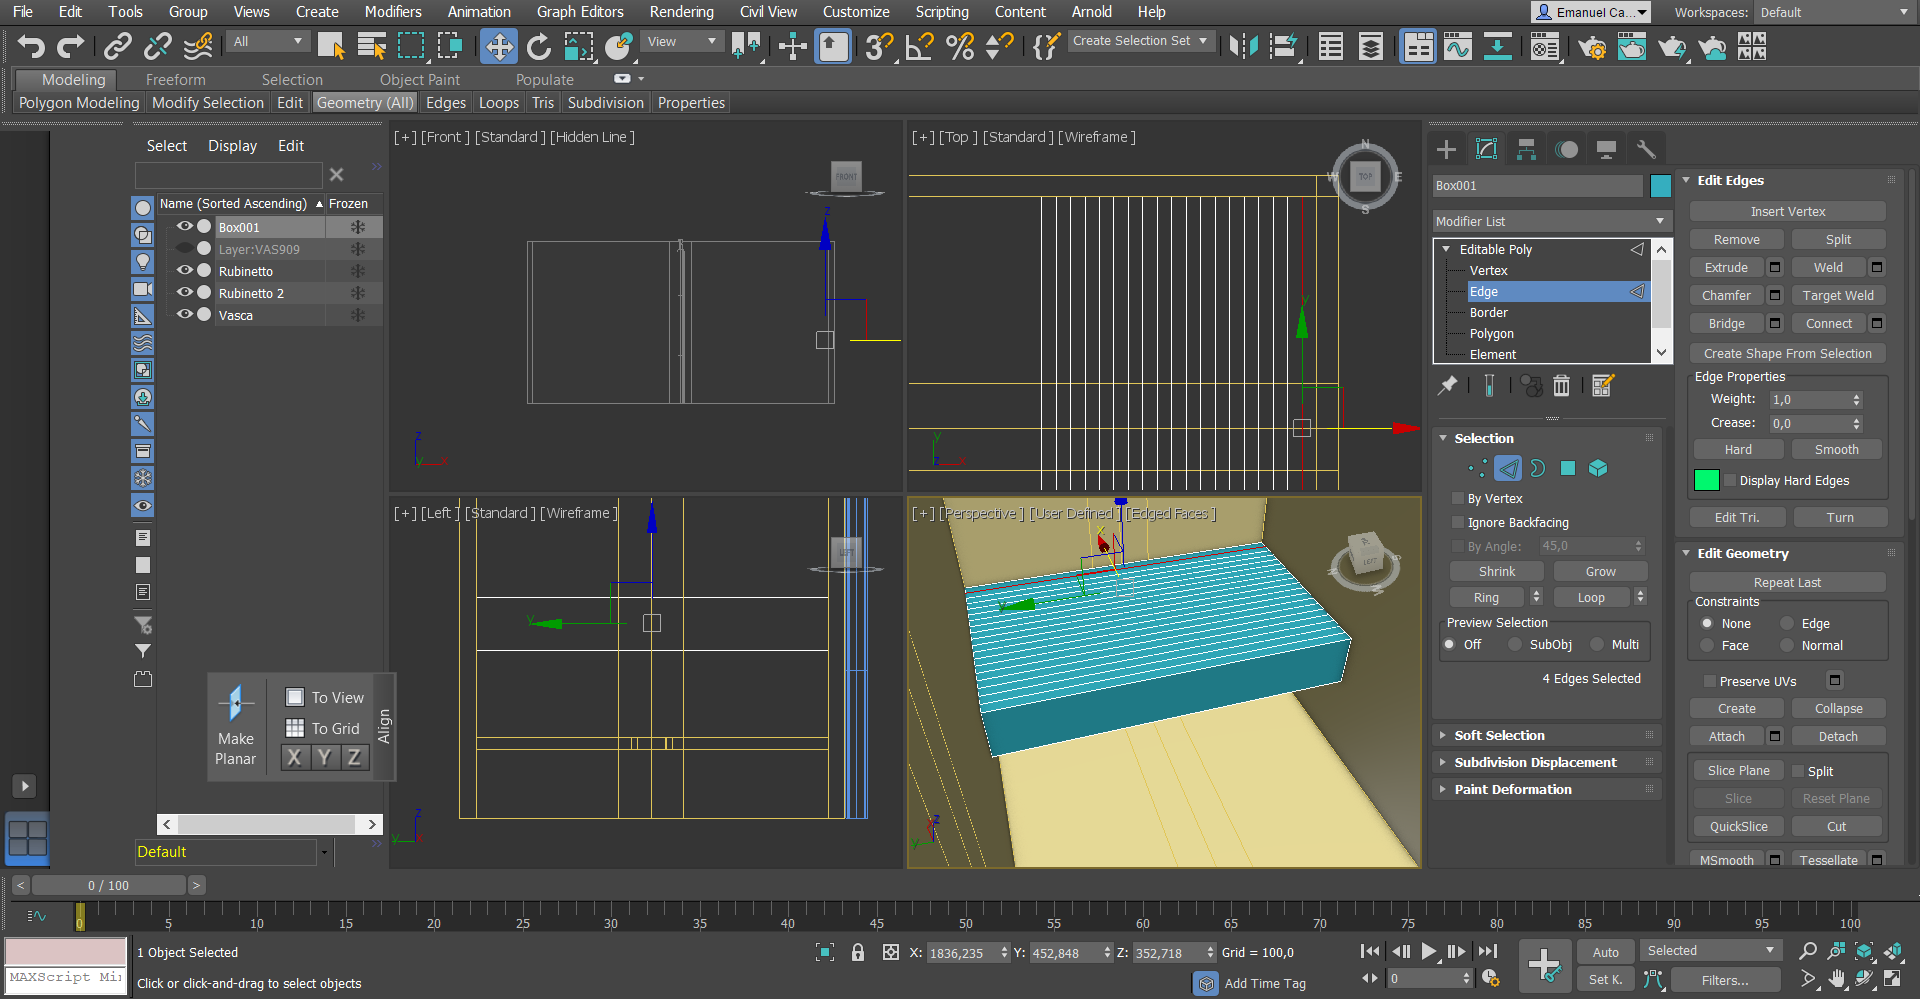 File Edit Tools Group Views Create Modifiers Animation Graph Editors Rendering Civil View Customize Scripting Content Arnold Help Emanuel Ca... Workspaces: Default
All View Create Selection Set
Modeling Freeform Selection Object Paint Populate
Polygon Modeling Modify Selection Edit Geometry (All) Edges Loops Tris Subdivision Properties
Select Display Edit
Name (Sorted Ascending) Frozen
Box001
Layer:VAS909
Rubinetto
Rubinetto 2
Vasca
Make Planar
To View
To Grid
X Y Z
Align
Default
[+] [Front ] [Standard ] [Hidden Line ]
FRONT
[+] [Top ] [Standard ] [Wireframe ]
N
W TOP E
S
[+] [Left ] [Standard ] [Wireframe ]
LEFT
[+] [Perspective ] [User Defined ] [Edged Faces ]
LEFT
Box001
Modifier List
Editable Poly
Vertex
Edge
Border
Polygon
Element
Selection
By Vertex
Ignore Backfacing
By Angle: 45,0
Shrink Grow
Ring Loop
Preview Selection
Off SubObj Multi
4 Edges Selected
Soft Selection
Subdivision Displacement
Paint Deformation
Edit Edges
Insert Vertex
Remove Split
Extrude Weld
Chamfer Target Weld
Bridge Connect
Create Shape From Selection
Edge Properties
Weight: 1,0
Crease: 0,0
Hard Smooth
Display Hard Edges
Edit Tri. Turn
Edit Geometry
Repeat Last
Constraints
None Edge
Face Normal
Preserve UVs
Create Collapse
Attach Detach
Slice Plane Split
Slice Reset Plane
QuickSlice Cut
MSmooth Tessellate
< 0 / 100 >
0 5 10 15 20 25 30 35 40 45 50 55 60 65 70 75 80 85 90 95 100
MAXScript Mi
1 Object Selected
Click or click-and-drag to select objects
X: 1836,235 Y: 452,848 Z: 352,718 Grid = 100,0
Add Time Tag
0
Auto Selected
Set K. Filters...